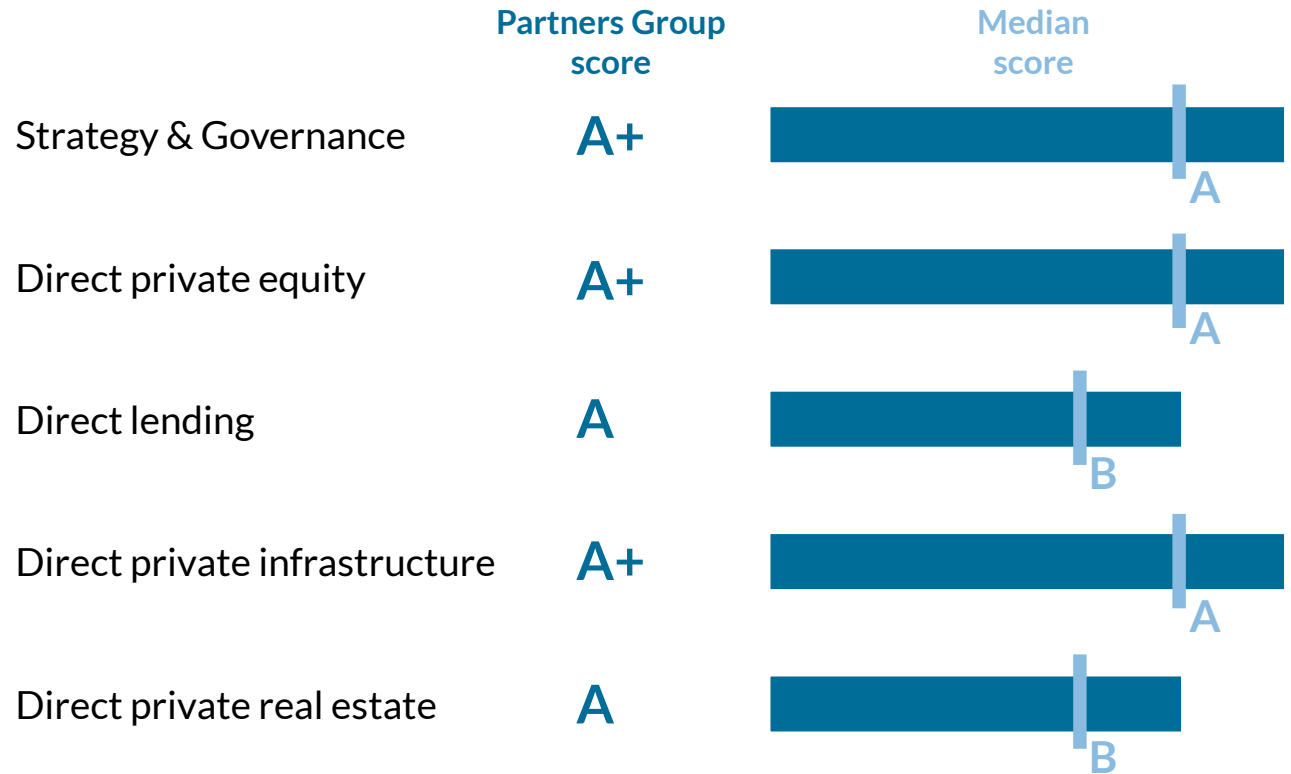 Partners Group
score
Median
score
Strategy & Governance A+
A
Direct private equity A+
A
Direct lending A
B
Direct private infrastructure A+
A
Direct private real estate A
B